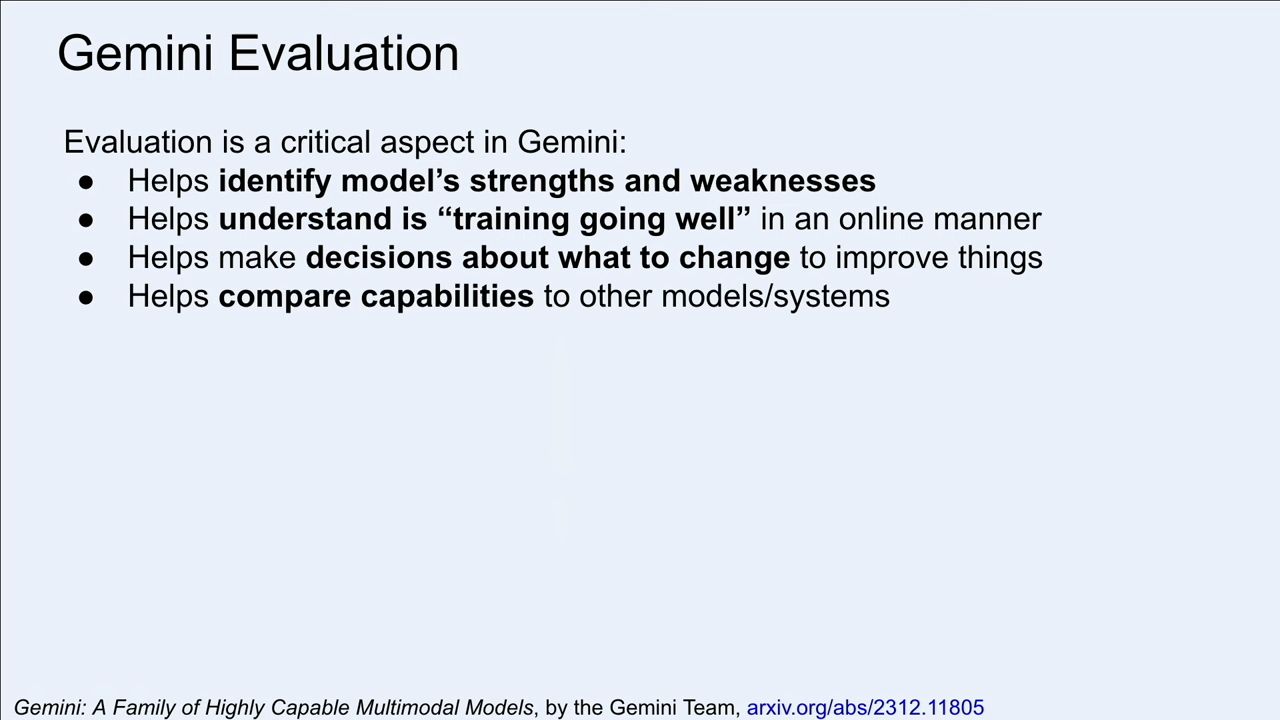 Gemini Evaluation
Evaluation is a critical aspect in Gemini:
● Helps identify model’s strengths and weaknesses
● Helps understand is “training going well” in an online manner
● Helps make decisions about what to change to improve things
● Helps compare capabilities to other models/systems
Gemini: A Family of Highly Capable Multimodal Models, by the Gemini Team, arxiv.org/abs/2312.11805